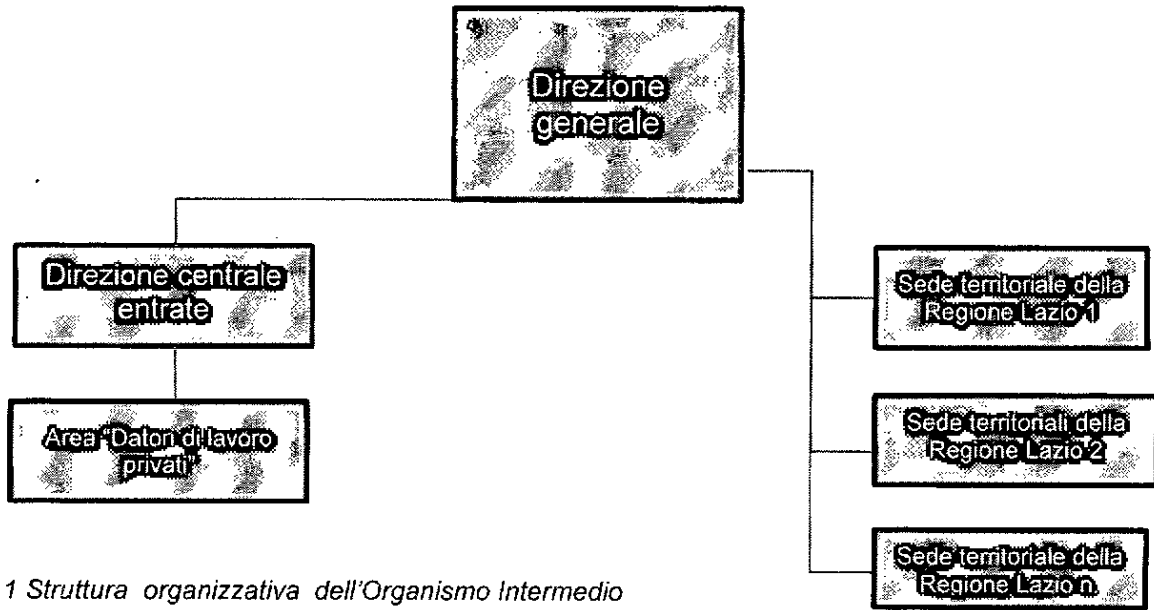 Direzione
generale
Direzione centrale
entrate
Area "Datori di lavoro
privati"
Sede territoriale della
Regione Lazio 1
Sede territoriali della
Regione Lazio 2
Sede territoriale della
Regione Lazio n
1 Struttura organizzativa dell'Organismo Intermedio